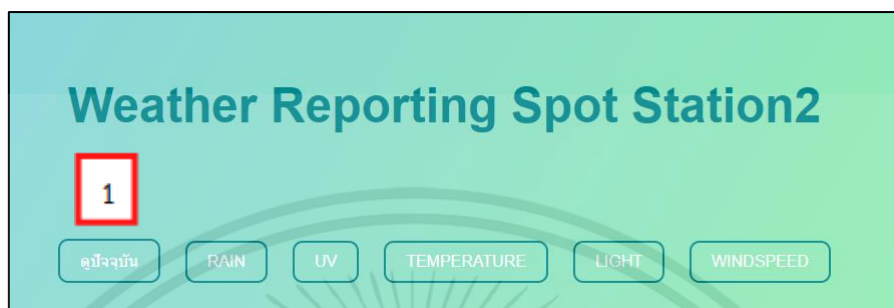 Weather Reporting Spot Station2
1
ดูปัจจุบัน RAIN UV TEMPERATURE LIGHT WINDSPEED